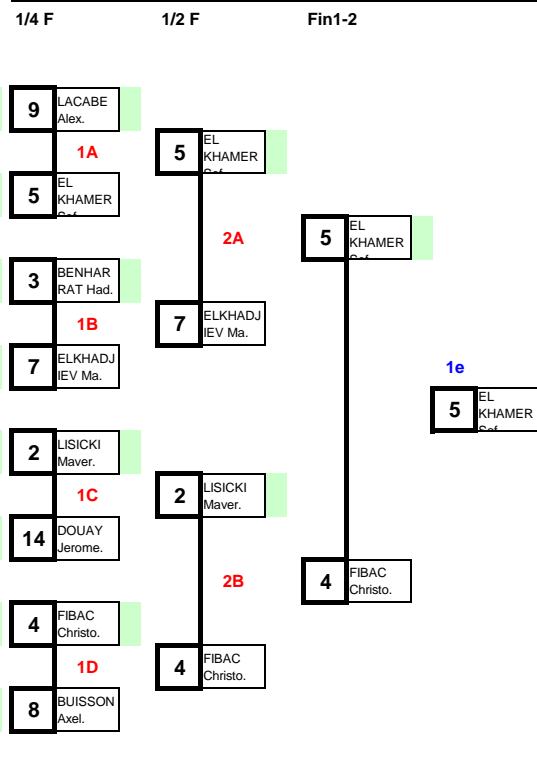 1/4 F 1/2 F Fin1-2
9 LACABE
Alex.
1A
5 EL
KHAMER
3 BENHAR
RAT Had.
1B
7 ELKHADJ
IEV Ma.
2 LISICKI
Maver.
1C
14 DOUAY
Jerome.
4 FIBAC
Christo.
1D
8 BUISSON
Axel.
5 EL
KHAMER
2A
7 ELKHADJ
IEV Ma.
2 LISICKI
Maver.
2B
4 FIBAC
Christo.
5 EL
KHAMER
4 FIBAC
Christo.
1e
5 EL
KHAMER